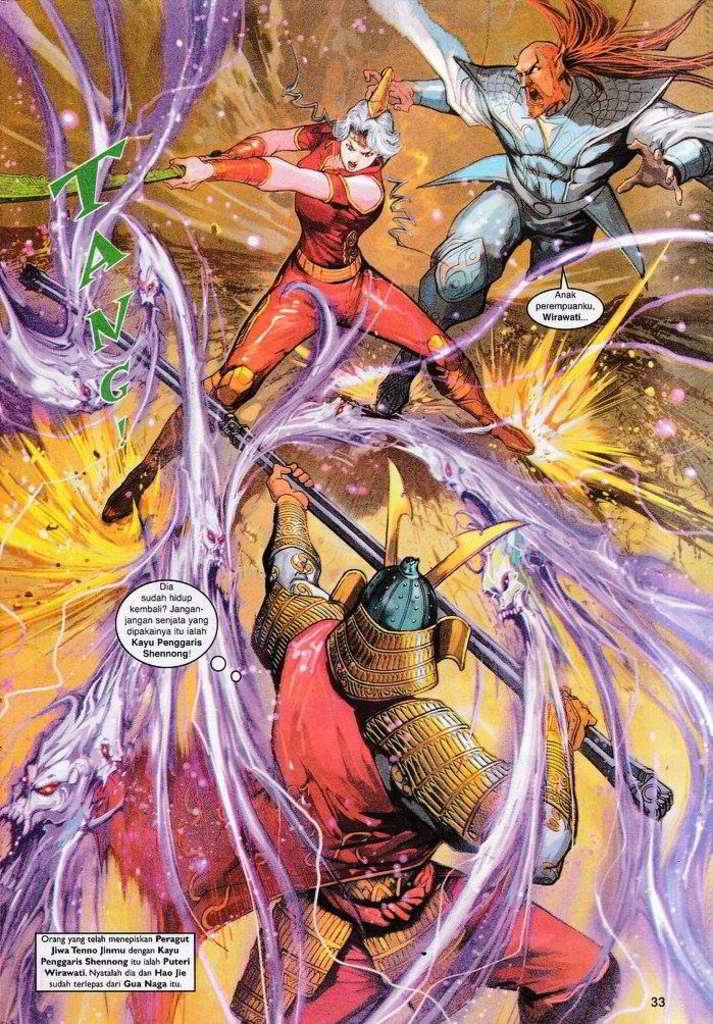 TANG!
Anak
perempuanku,
Wirawati...
Dia
sudah hidup
kembali? Jangan-
jangan senjata yang
dipakainya itu ialah
Kayu Penggaris
Shennong!
Orang yang telah menepiskan Peragut
Jiwa Tenno Jinmu dengan Kayu
Penggaris Shennong itu ialah Puteri
Wirawati. Nyatalah dia dan Hao Jie
sudah terlepas dari Gua Naga itu.
33